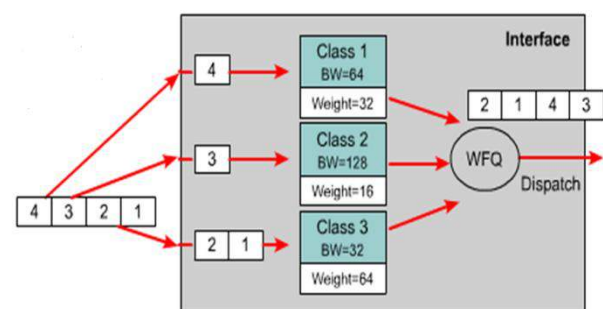 Interface
4
Class 1
BW=64
Weight=32
2 1 4 3
3
Class 2
BW=128
Weight=16
WFQ
Dispatch
4 3 2 1
2 1
Class 3
BW=32
Weight=64